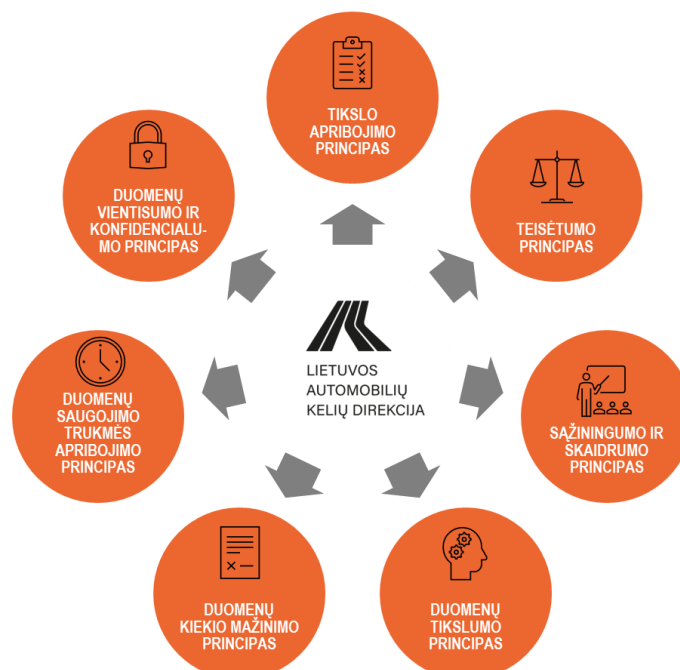 TIKSLO
APRIBOJIMO
PRINCIPAS
TEISĖTUMO
PRINCIPAS
SĄŽININGUMO IR
SKAIDRUMO
PRINCIPAS
DUOMENŲ
TIKSLUMO
PRINCIPAS
DUOMENŲ
KIEKIO MAŽINIMO
PRINCIPAS
DUOMENŲ
SAUGOJIMO
TRUKMĖS
APRIBOJIMO
PRINCIPAS
DUOMENŲ
VIENTISUMO IR
KONFIDENCIALU-
MO PRINCIPAS
LIETUVOS
AUTOMOBILIŲ
KELIŲ DIREKCIJA